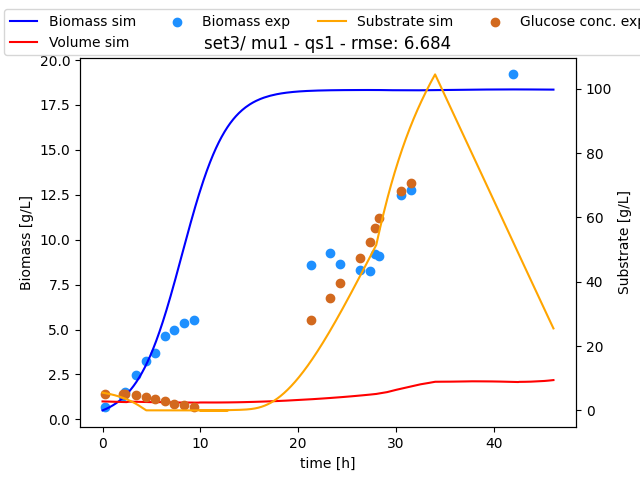 Biomass sim Biomass exp Substrate sim Glucose conc. exp
Volume sim
set3/ mu1 - qs1 - rmse: 6.684
20.0
17.5
15.0
12.5
10.0
7.5
5.0
2.5
0.0
Biomass [g/L]
100
80
60
40
20
0
Substrate [g/L]
0 10 20 30 40
time [h]